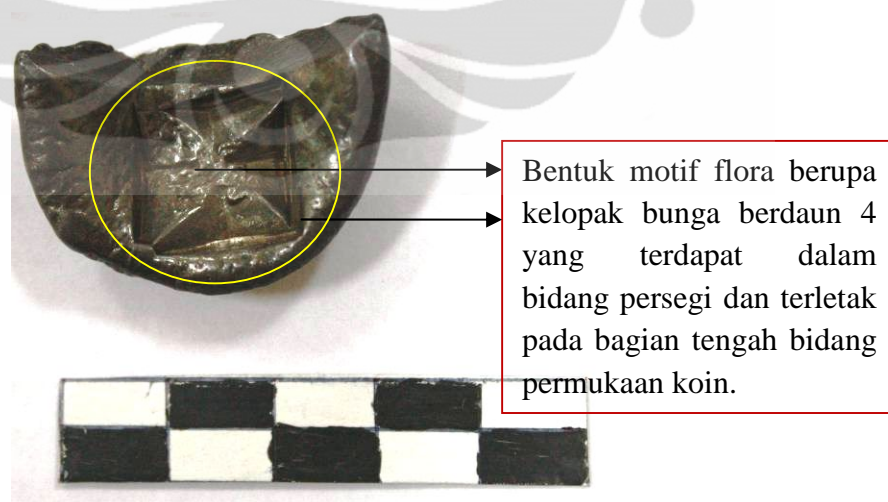 Bentuk motif flora berupa
kelopak bunga berdaun 4
yang terdapat dalam
bidang persegi dan terletak
pada bagian tengah bidang
permukaan koin.